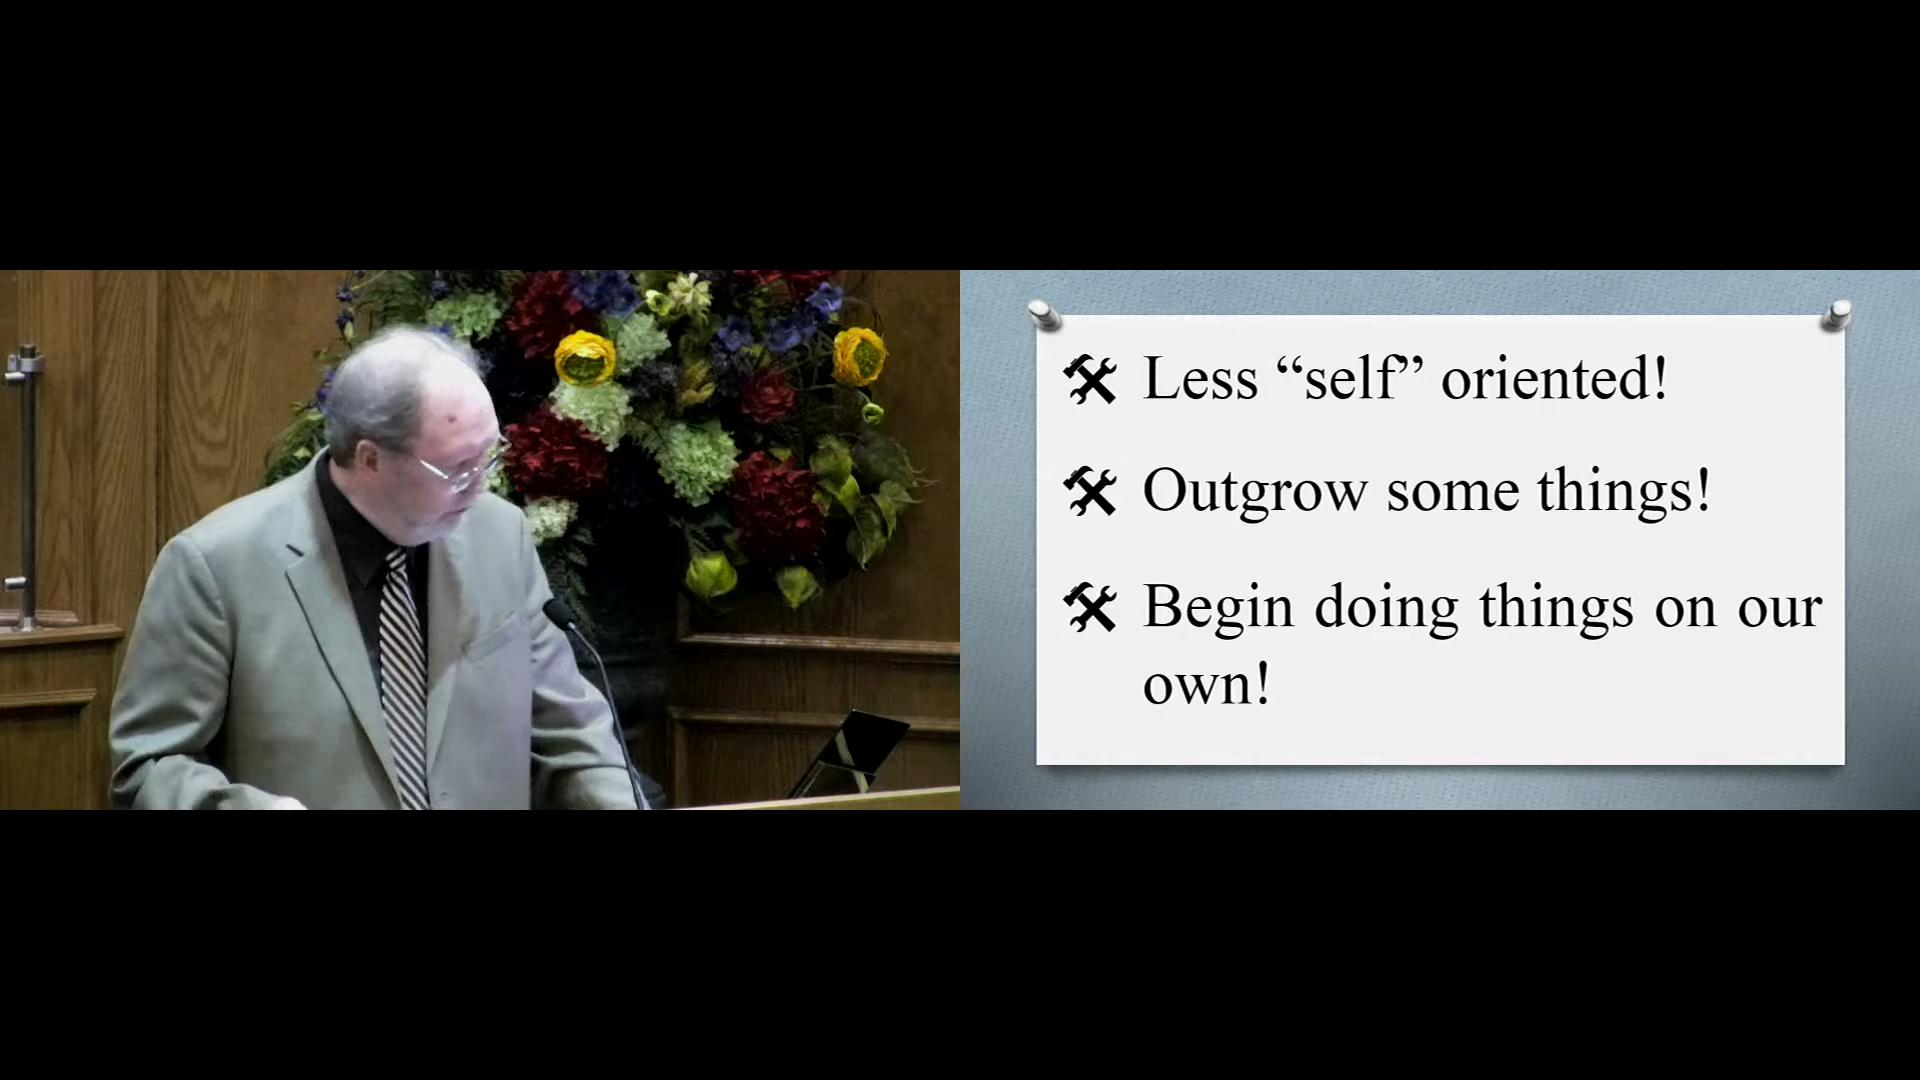 Less “self” oriented!
Outgrow some things!
Begin doing things on our
own!